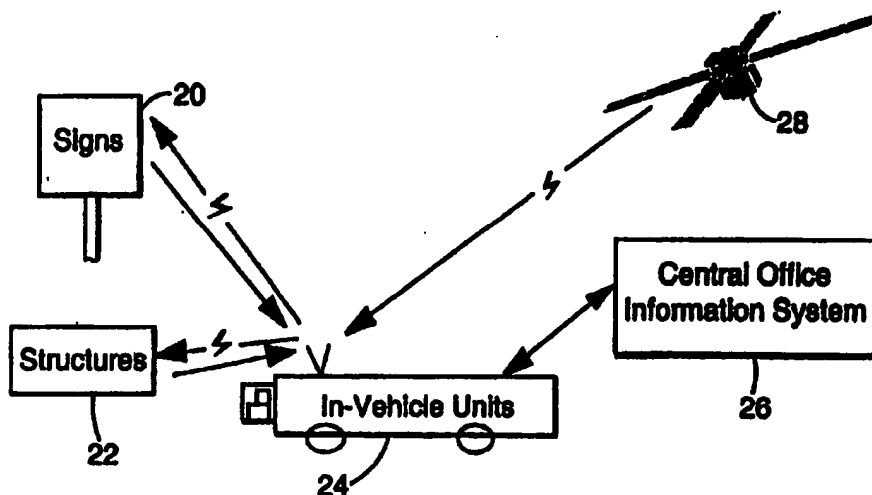 20
Signs
28
Central Office
Information System
Structures
In-Vehicle Units
22
24
26